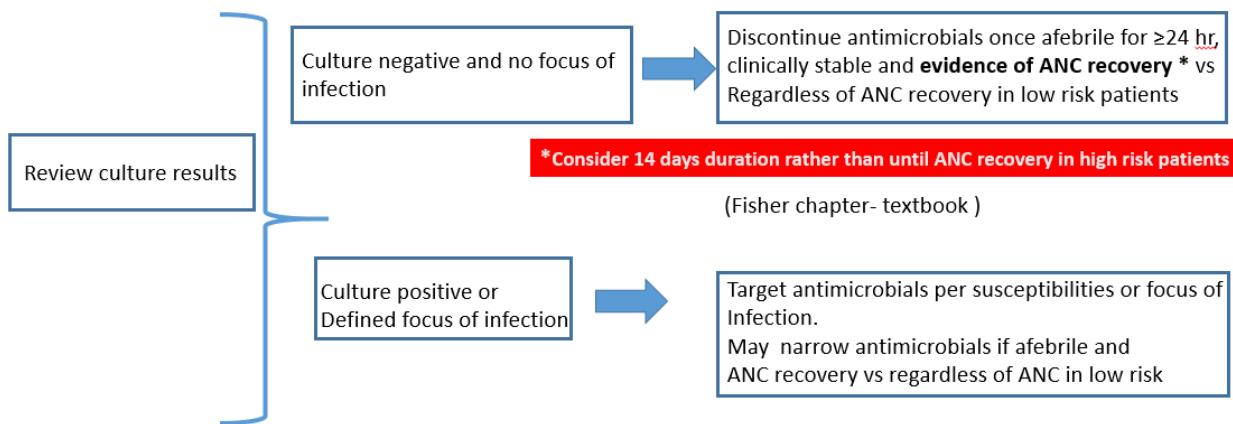 Review culture results
Culture negative and no focus of
infection
Discontinue antimicrobials once afebrile for ≥24 hr,
clinically stable and evidence of ANC recovery * vs
Regardless of ANC recovery in low risk patients
*Consider 14 days duration rather than until ANC recovery in high risk patients
(Fisher chapter- textbook )
Culture positive or
Defined focus of infection
Target antimicrobials per susceptibilities or focus of
Infection.
May narrow antimicrobials if afebrile and
ANC recovery vs regardless of ANC in low risk